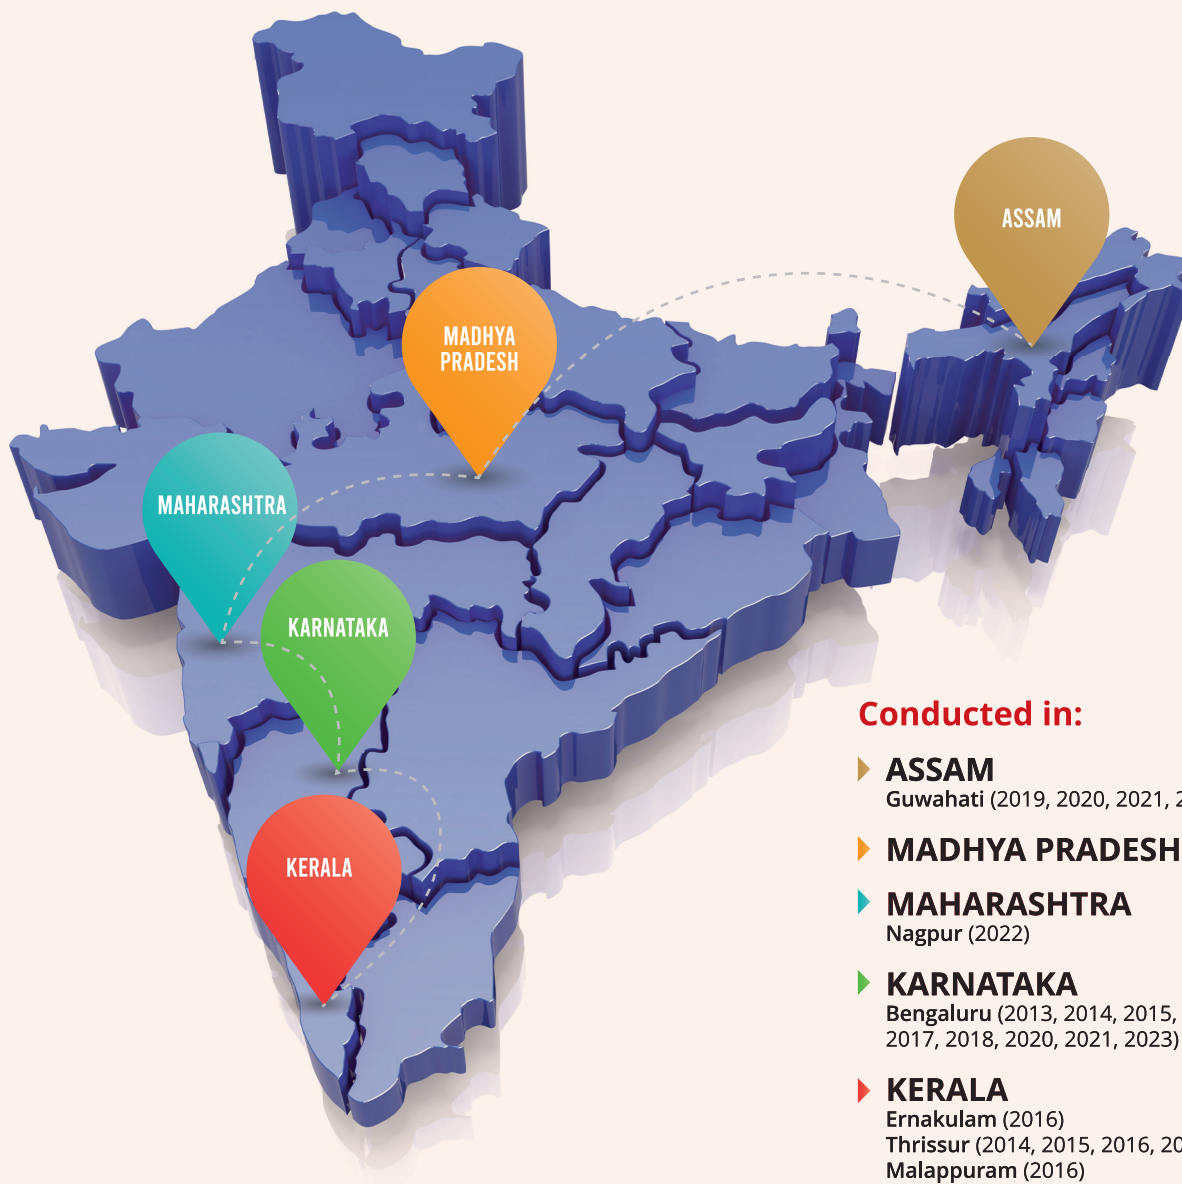 ASSAM
MADHYA
PRADESH
MAHARASHTRA
KARNATAKA
KERALA
Conducted in:
ASSAM
Guwahati (2019, 2020, 2021,
MADHYA PRADESH
MAHARASHTRA
Nagpur (2022)
KARNATAKA
Bengaluru (2013, 2014, 2015,
2017, 2018, 2020, 2021, 2023)
KERALA
Ernakulam (2016)
Thrissur (2014, 2015, 2016,
Malappuram (2016)